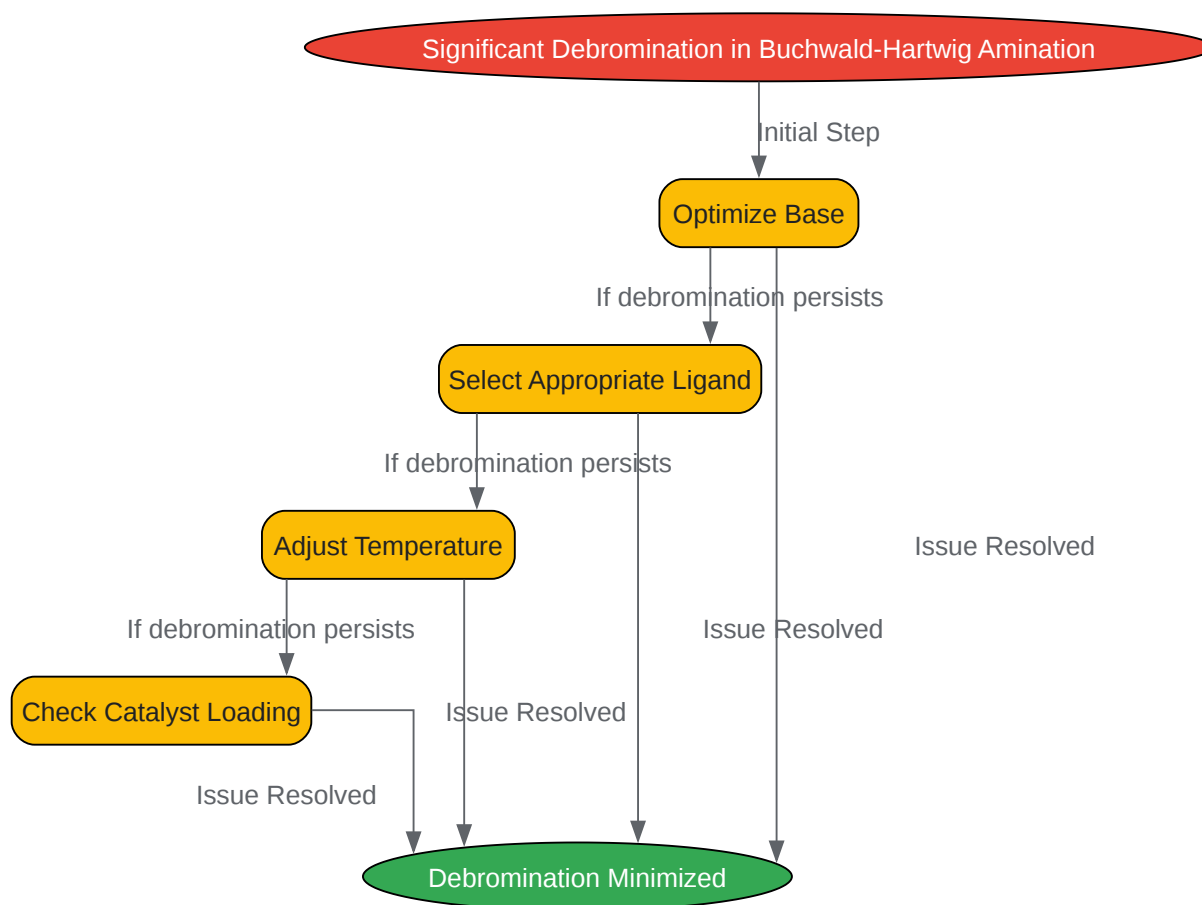 Significant Debromination in Buchwald-Hartwig Amination
Initial Step
Optimize Base
If debromination persists
Select Appropriate Ligand
If debromination persists
Adjust Temperature
Issue Resolved
If debromination persists
Issue Resolved
Check Catalyst Loading
Issue Resolved
Issue Resolved
Debromination Minimized